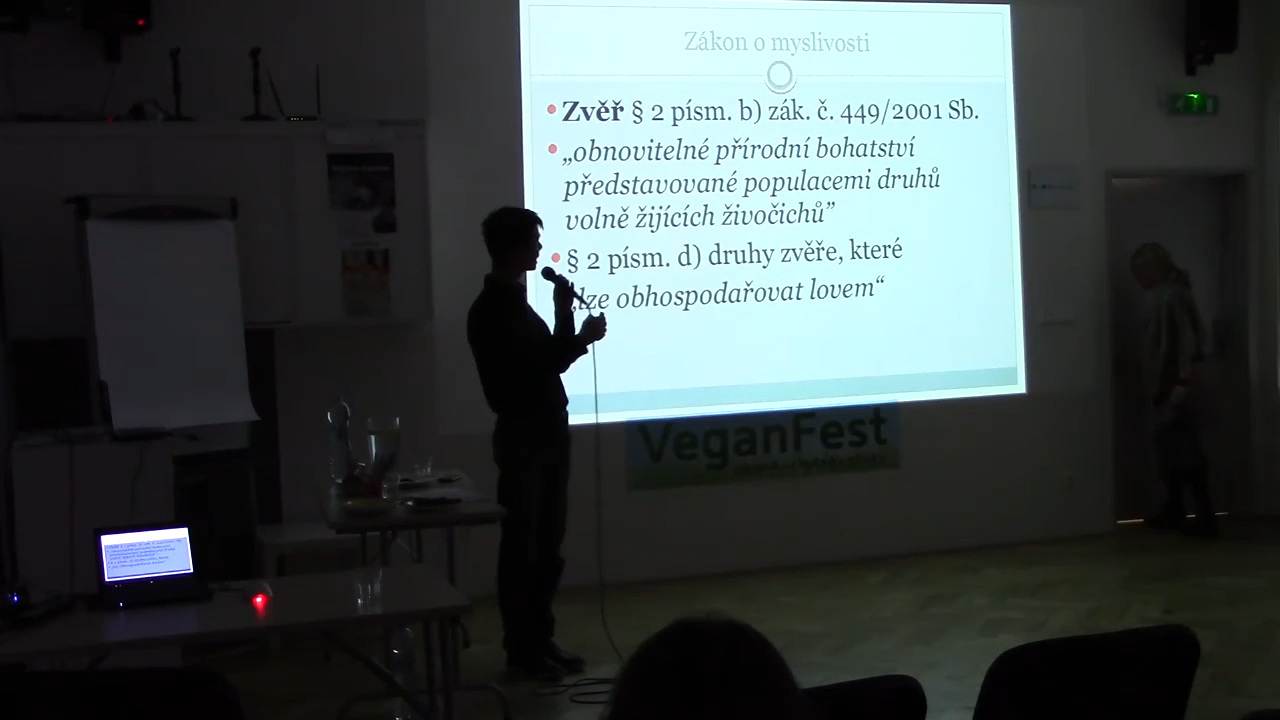 Zákon o myslivosti
• Zvěř § 2 písm. b) zák. č. 449/2001 Sb.
• „obnovitelné přírodní bohatství
představované populacemi druhů
volně žijících živočichů”
• § 2 písm. d) druhy zvěře, které
lze obhospodařovat lovem“
VeganFest